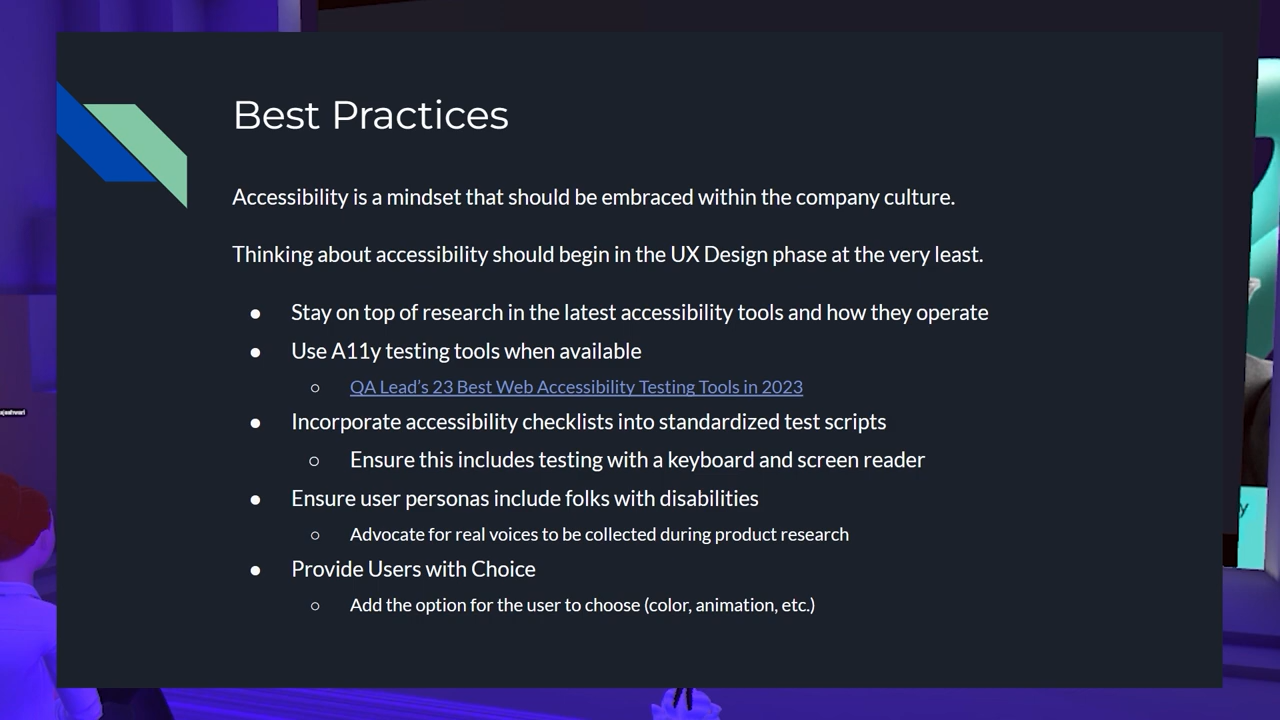 Best Practices
Accessibility is a mindset that should be embraced within the company culture.
Thinking about accessibility should begin in the UX Design phase at the very least.
● Stay on top of research in the latest accessibility tools and how they operate
● Use A11y testing tools when available
○ QA Lead's 23 Best Web Accessibility Testing Tools in 2023
● Incorporate accessibility checklists into standardized test scripts
○ Ensure this includes testing with a keyboard and screen reader
● Ensure user personas include folks with disabilities
○ Advocate for real voices to be collected during product research
● Provide Users with Choice
○ Add the option for the user to choose (color, animation, etc.)